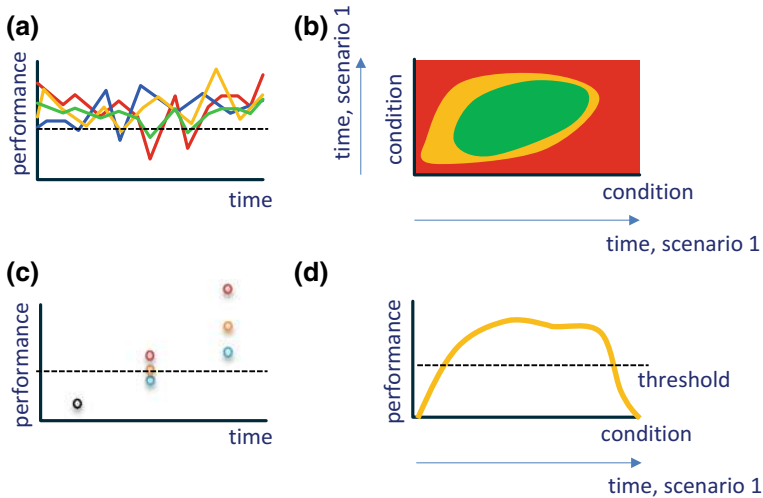 (a)
performance
time
(b)
time, scenario 1
condition
condition
time, scenario 1
(c)
performance
time
(d)
performance
threshold
condition
time, scenario 1